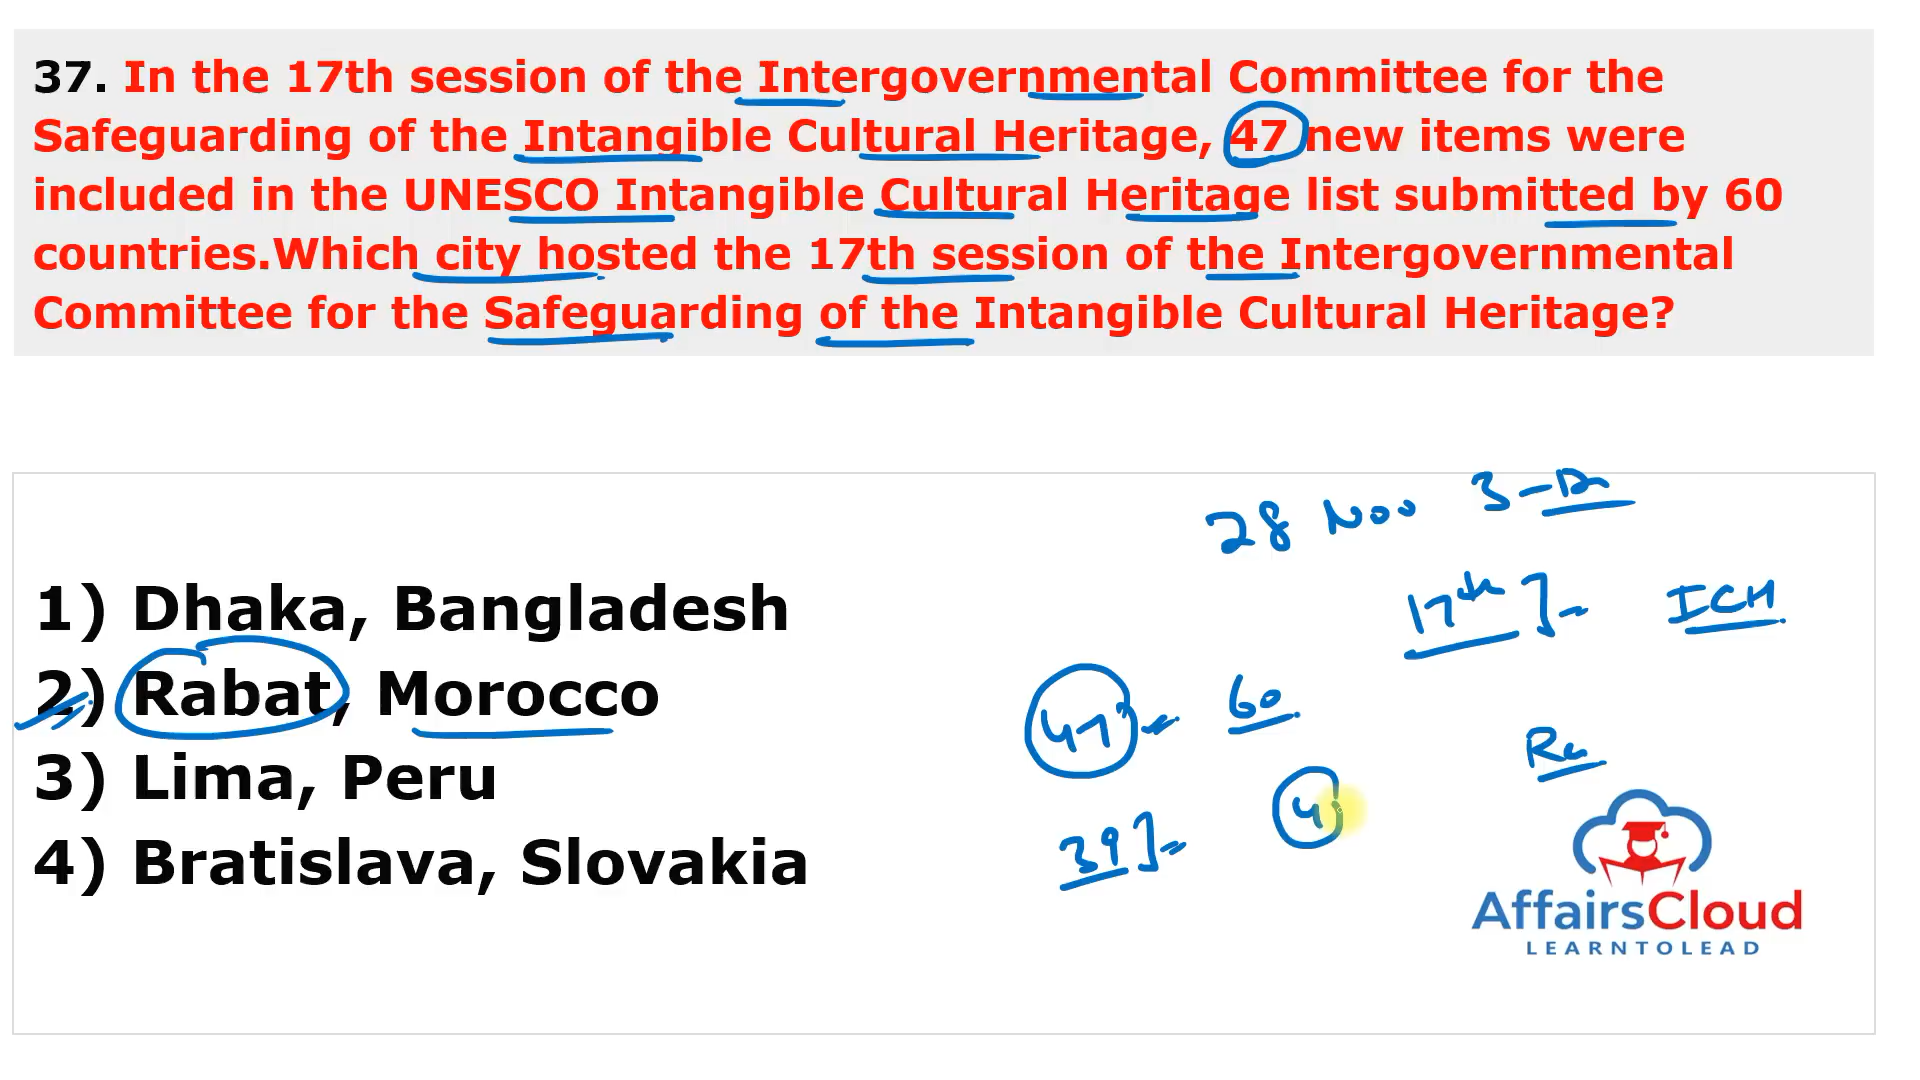 37. In the 17th session of the Intergovernmental Committee for the
Safeguarding of the Intangible Cultural Heritage, 47 new items were
included in the UNESCO Intangible Cultural Heritage list submitted by 60
countries.Which city hosted the 17th session of the Intergovernmental
Committee for the Safeguarding of the Intangible Cultural Heritage?
28 Nov 3-
17th ICH
1) Dhaka, Bangladesh
2) Rabat, Morocco
47 60
3) Lima, Peru
39 4
4) Bratislava, Slovakia
AffairsCloud
LEARNTOLEAD